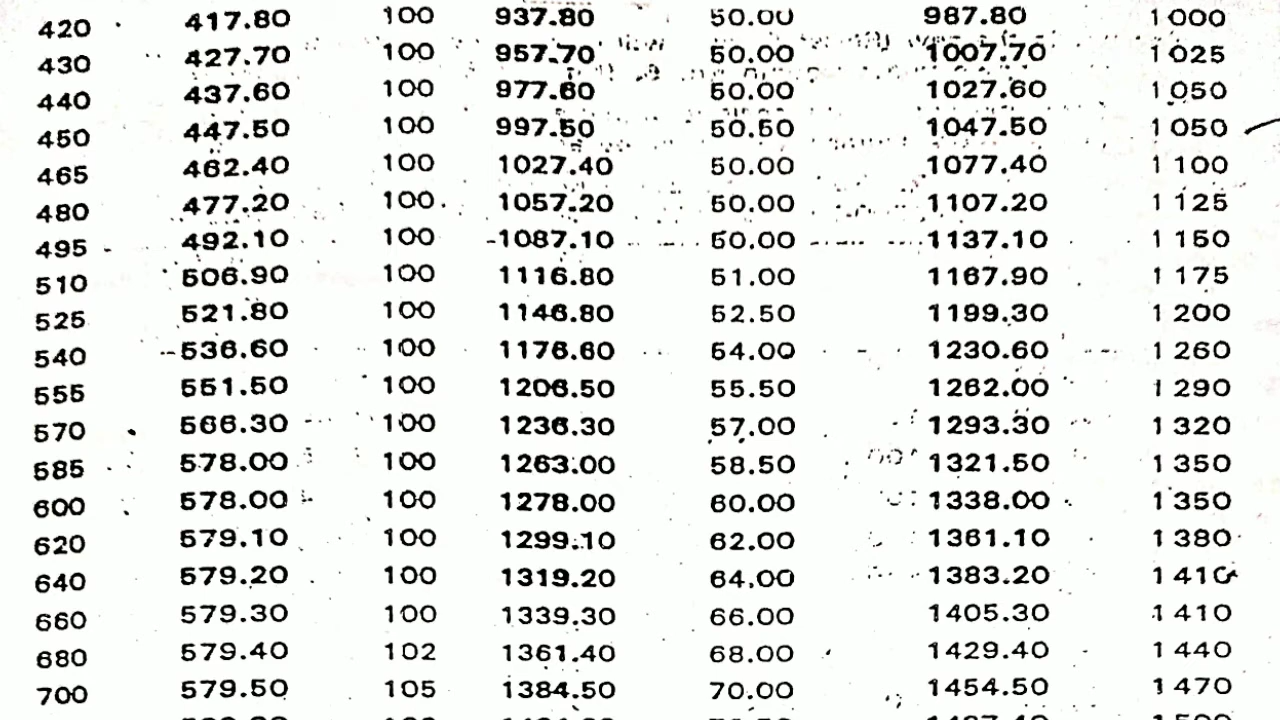 420 417.80 100 937.80 50.00 987.80 1000
430 427.70 100 957.70 50.00 1007.70 1025
440 437.60 100 977.60 50.00 1027.60 1050
450 447.50 100 997.50 50.50 1047.50 1050
465 462.40 100 1027.40 50.00 1077.40 1100
480 477.20 100 1057.20 50.00 1107.20 1125
495 492.10 100 1087.10 50.00 1137.10 1150
510 506.90 100 1116.80 51.00 1167.90 1175
525 521.80 100 1146.80 52.50 1199.30 1200
540 536.60 100 1176.60 54.00 1230.60 1260
555 551.50 100 1206.50 55.50 1262.00 1290
570 566.30 100 1236.30 57.00 1293.30 1320
585 578.00 100 1263.00 58.50 1321.50 1350
600 578.00 100 1278.00 60.00 1338.00 1350
620 579.10 100 1299.10 62.00 1361.10 1380
640 579.20 100 1319.20 64.00 1383.20 1410
660 579.30 100 1339.30 66.00 1405.30 1410
680 579.40 102 1361.40 68.00 1429.40 1440
700 579.50 105 1384.50 70.00 1454.50 1470